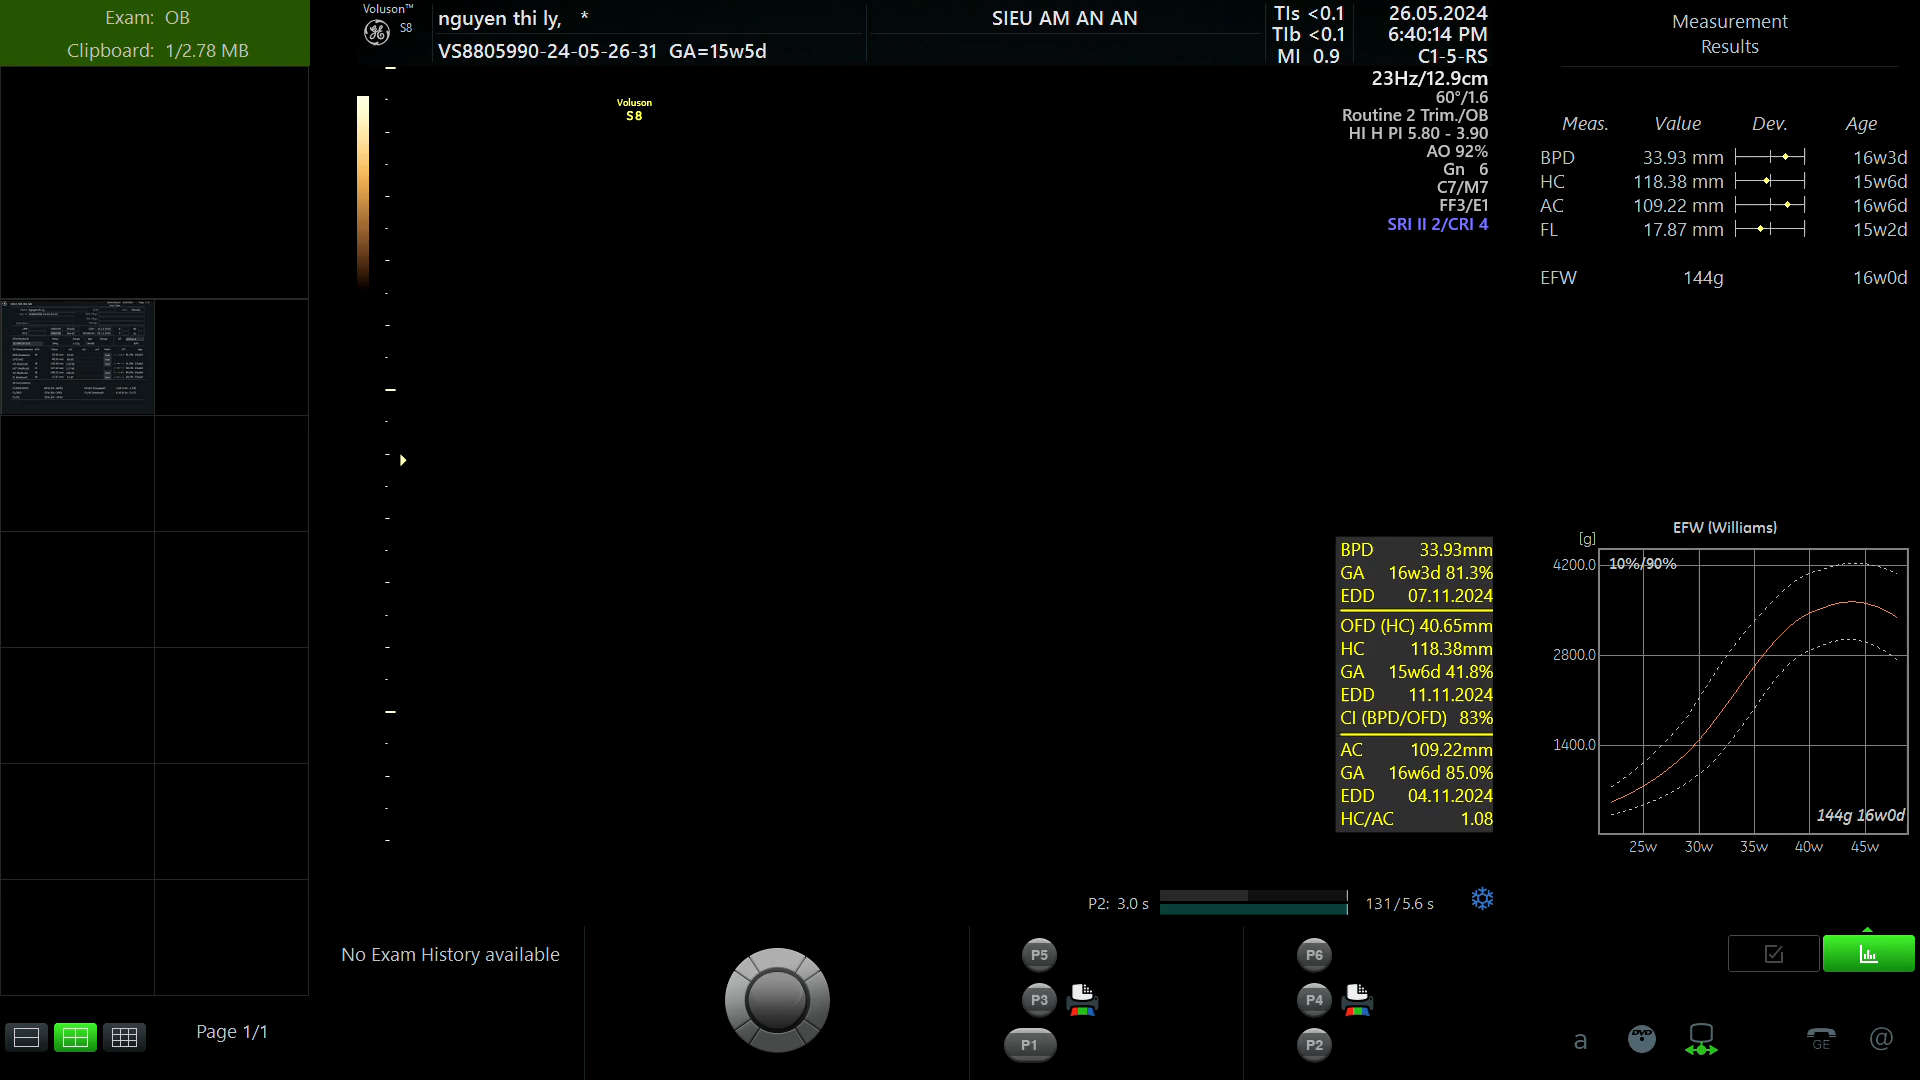 Exam: OB
Clipboard: 1/2.78 MB
Voluson™
S8
nguyen thi ly, *
VS8805990-24-05-26-31 GA=15w5d
SIEU AM AN AN
TIs <0.1
TIb <0.1
MI 0.9
26.05.2024
6:40:14 PM
C1-5-RS
23Hz/12.9cm
60°/1.6
Routine 2 Trim./OB
HI H PI 5.80 - 3.90
AO 92%
Gn 6
C7/M7
FF3/E1
SRI II 2/CRI 4
Voluson
S8
Measurement
Results
Meas. Value Dev. Age
BPD 33.93 mm 16w3d
HC 118.38 mm 15w6d
AC 109.22 mm 16w6d
FL 17.87 mm 15w2d
EFW 144g 16w0d
BPD 33.93mm
GA 16w3d 81.3%
EDD 07.11.2024
OFD (HC) 40.65mm
HC 118.38mm
GA 15w6d 41.8%
EDD 11.11.2024
CI (BPD/OFD) 83%
AC 109.22mm
GA 16w6d 85.0%
EDD 04.11.2024
HC/AC 1.08
EFW (Williams)
[g]
4200.0
10%/90%
2800.0
1400.0
144g 16w0d
25w 30w 35w 40w 45w
P2: 3.0 s
131/5.6 s
No Exam History available
P5
P3
P1
P6
P4
P2
Page 1/1
a
DVD
GE
@